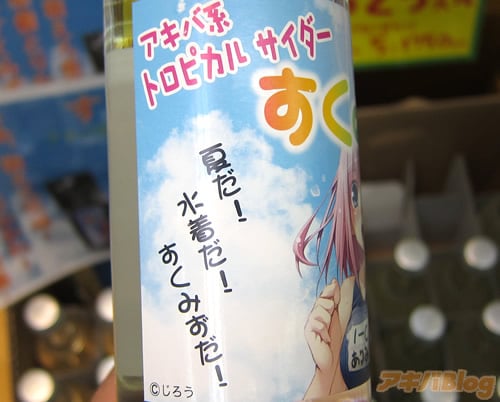 アキバ系
トロピカル サイダー
すく
夏だ!
水着だ!
すくみずだ!
©じろう
アキバBlog